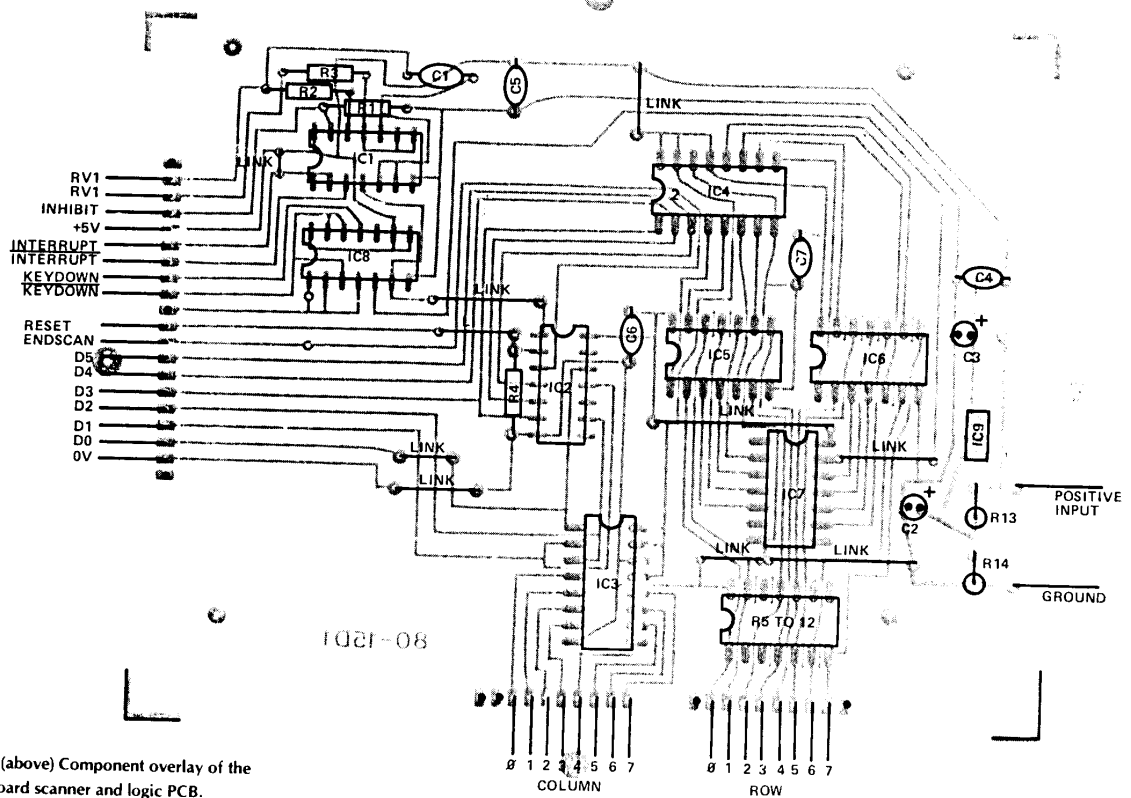 R3
C1
R2
R1
C5
LINK
LINK
IC1
IC4
2
RV1
RV1
INHIBIT
+5V
INTERRUPT
INTERRUPT
KEYDOWN
KEYDOWN
IC8
LINK
C7
C4
RESET
ENDSCAN
D5
D4
D3
D2
D1
D0
0V
C6
IC2
R4
IC5
IC6
+
C3
LINK
IC9
LINK
LINK
LINK
IC7
+
C2
POSITIVE
INPUT
R13
LINK
LINK
R14
GROUND
IC3
R5 TO 12
80-15D1
0 1 2 3 4 5 6 7
COLUMN
0 1 2 3 4 5 6 7
ROW
(above) Component overlay of the
oard scanner and logic PCB.